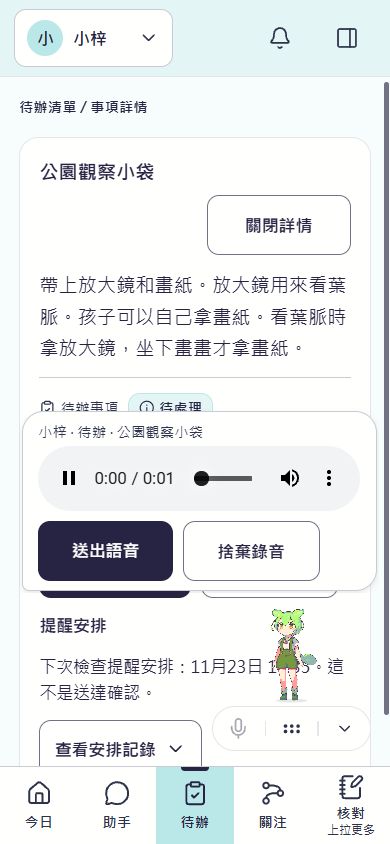 小 小梓
待辦清單 / 事項詳情
公園觀察小袋
關閉詳情
帶上放大鏡和畫紙。放大鏡用來看葉
脈。孩子可以自己拿畫紙。看葉脈時
拿放大鏡，坐下畫畫才拿畫紙。
待辦事項 待處理
小梓 · 待辦 · 公園觀察小袋
0:00 / 0:01
送出語音 捨棄錄音
提醒安排
下次檢查提醒安排：11月23日 1 。這
不是送達確認。
查看安排記錄
今日 助手 待辦 關注 核對
上拉更多